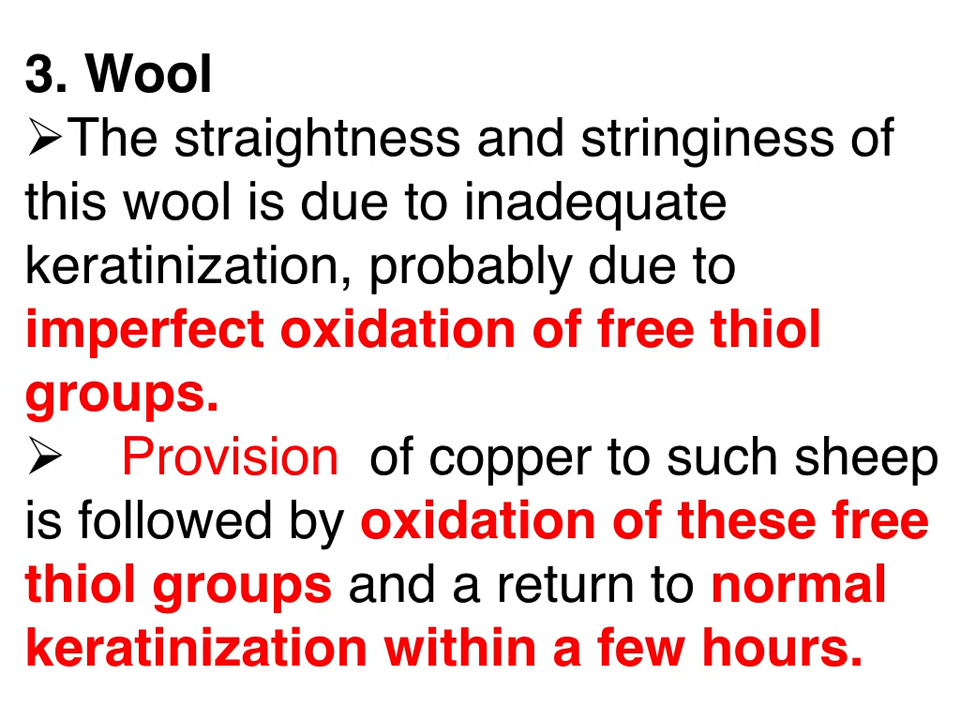 3. Wool
➢The straightness and stringiness of
this wool is due to inadequate
keratinization, probably due to
imperfect oxidation of free thiol
groups.
➢ Provision of copper to such sheep
is followed by oxidation of these free
thiol groups and a return to normal
keratinization within a few hours.